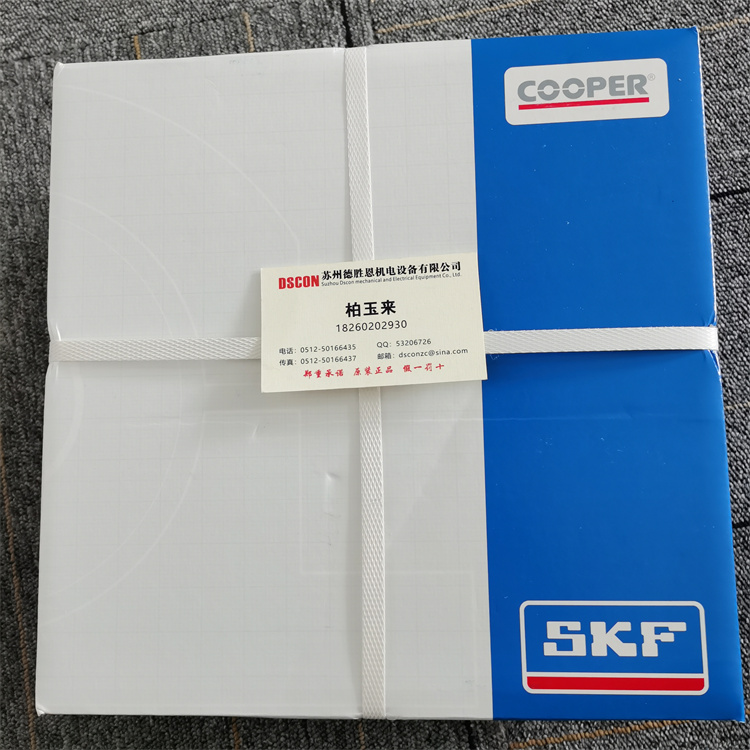 COOPER®
DSCON 苏州德胜恩机电设备有限公司
Suzhou Dscon mechanical and Electrical Equipment Co., Ltd
柏玉来
18260202930
电话：0512-50166435 QQ：53206726
传真：0512-50166437 邮箱：dsconzc@sina.com
郑重承诺 原装正品 假一罚十
SKF